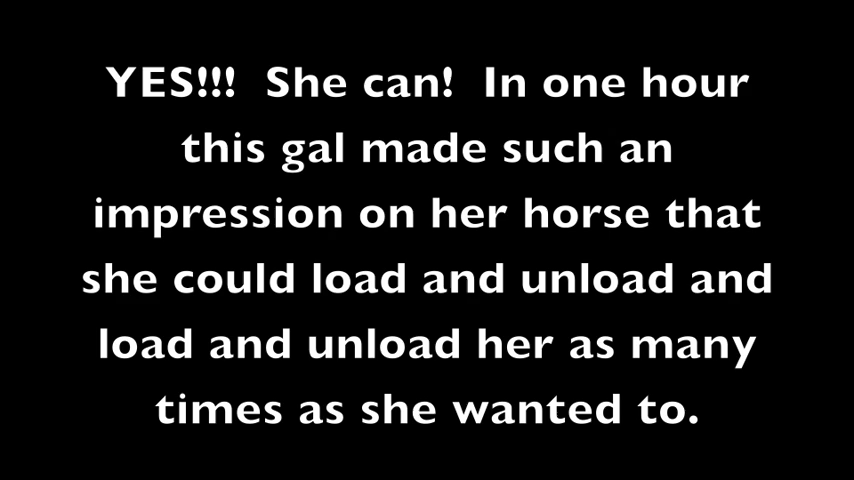 YES!!!  She can!  In one hour
this gal made such an
impression on her horse that
she could load and unload and
load and unload her as many
times as she wanted to.